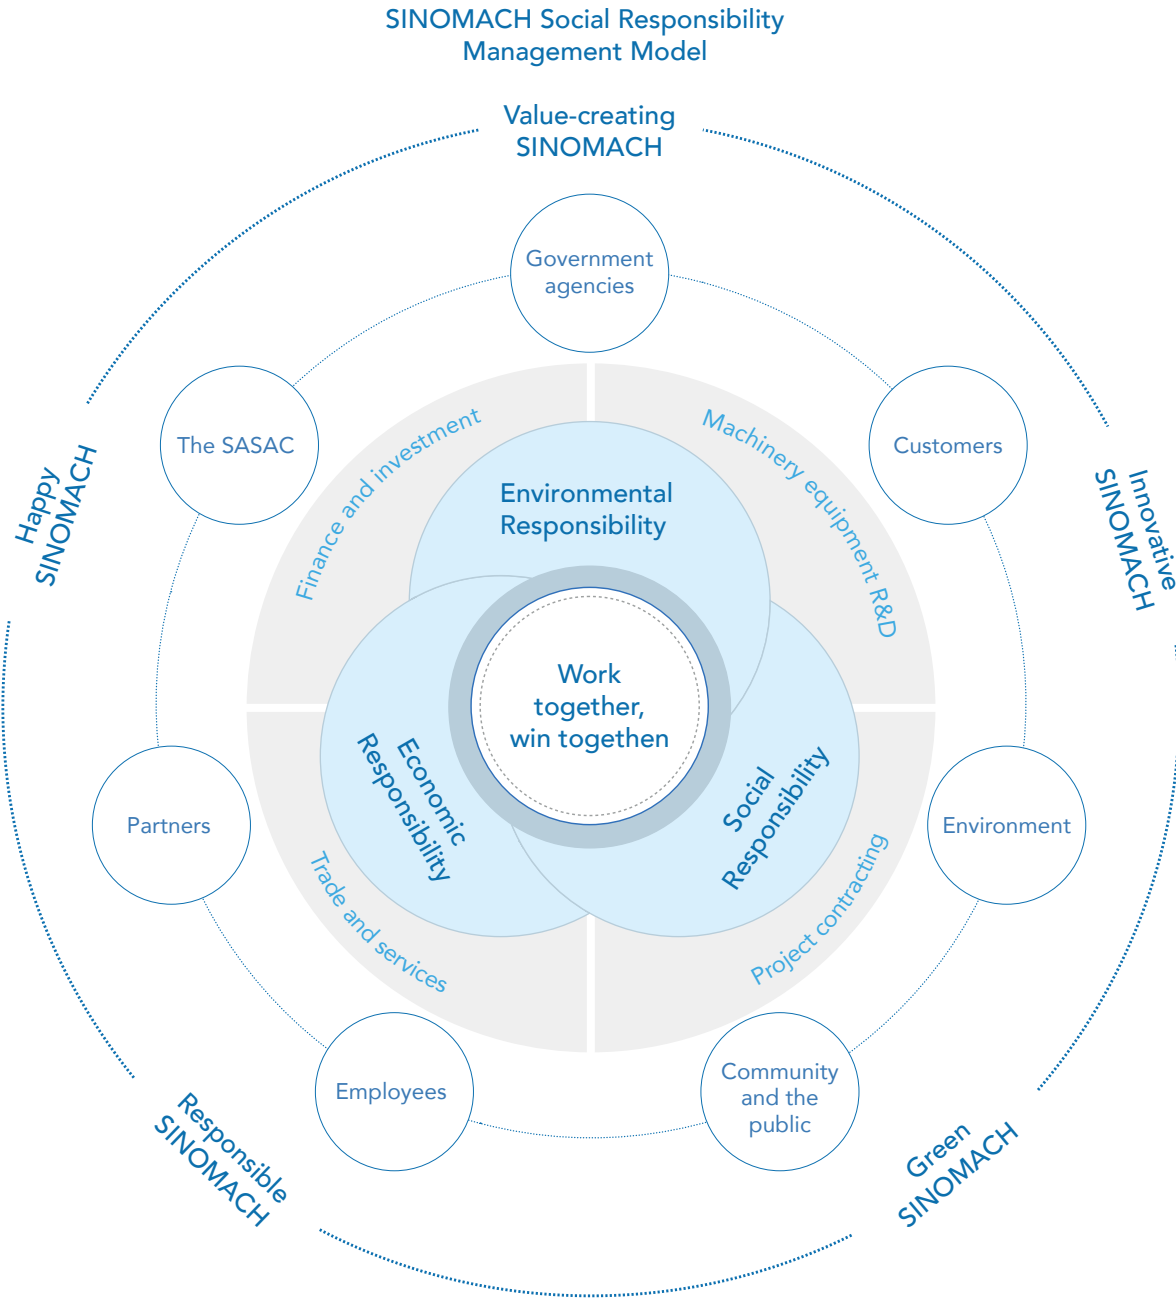 SINOMACH Social Responsibility
Management Model
Value-creating
SINOMACH
Government
agencies
The SASAC
Customers
Happy
SINOMACH
Innovative
SINOMACH
Finance and investment
Machinery equipment R&D
Environmental
Responsibility
Work
together,
win togethen
Economic
Responsibility
Social
Responsibility
Partners
Environment
Trade and services
Project contracting
Employees
Community
and the
public
Responsible
SINOMACH
Green
SINOMACH